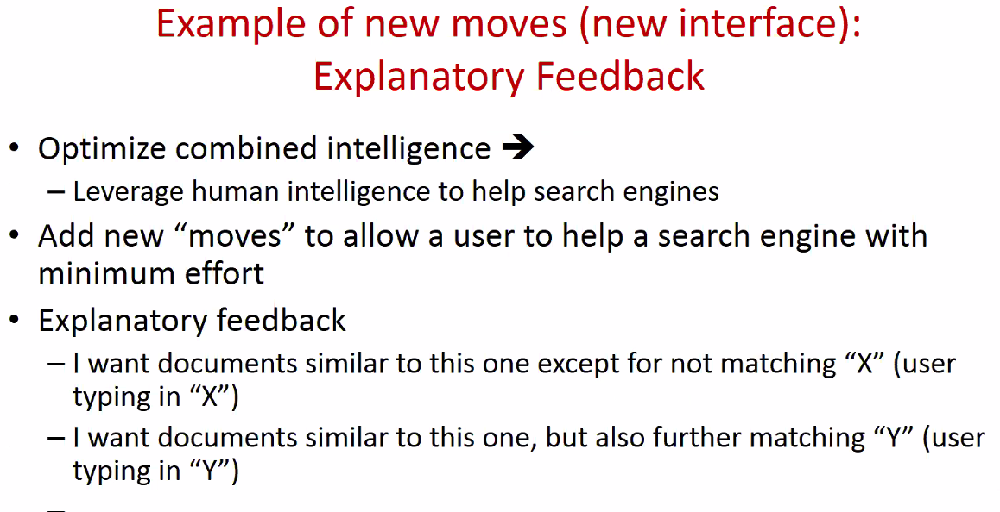 Example of new moves (new interface):
Explanatory Feedback
• Optimize combined intelligence ➔
– Leverage human intelligence to help search engines
• Add new “moves” to allow a user to help a search engine with
minimum effort
• Explanatory feedback
– I want documents similar to this one except for not matching “X” (user
typing in “X”)
– I want documents similar to this one, but also further matching “Y” (user
typing in “Y”)
–